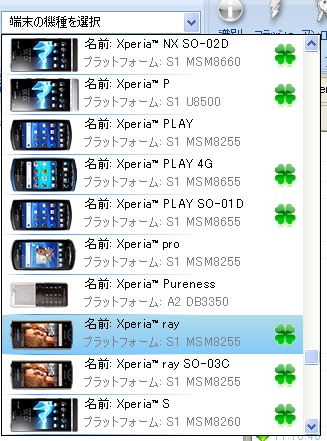 端末の機種を選択
名前: Xperia™ NX SO-02D
プラットフォーム: S1 MSM8660
名前: Xperia™ P
プラットフォーム: S1 U8500
名前: Xperia™ PLAY
プラットフォーム: S1 MSM8255
名前: Xperia™ PLAY 4G
プラットフォーム: S1 MSM8655
名前: Xperia™ PLAY SO-01D
プラットフォーム: S1 MSM8655
名前: Xperia™ pro
プラットフォーム: S1 MSM8255
名前: Xperia™ Pureness
プラットフォーム: A2 DB3350
名前: Xperia™ ray
プラットフォーム: S1 MSM8255
名前: Xperia™ ray SO-03C
プラットフォーム: S1 MSM8255
名前: Xperia™ S
プラットフォーム: S1 MSM8260